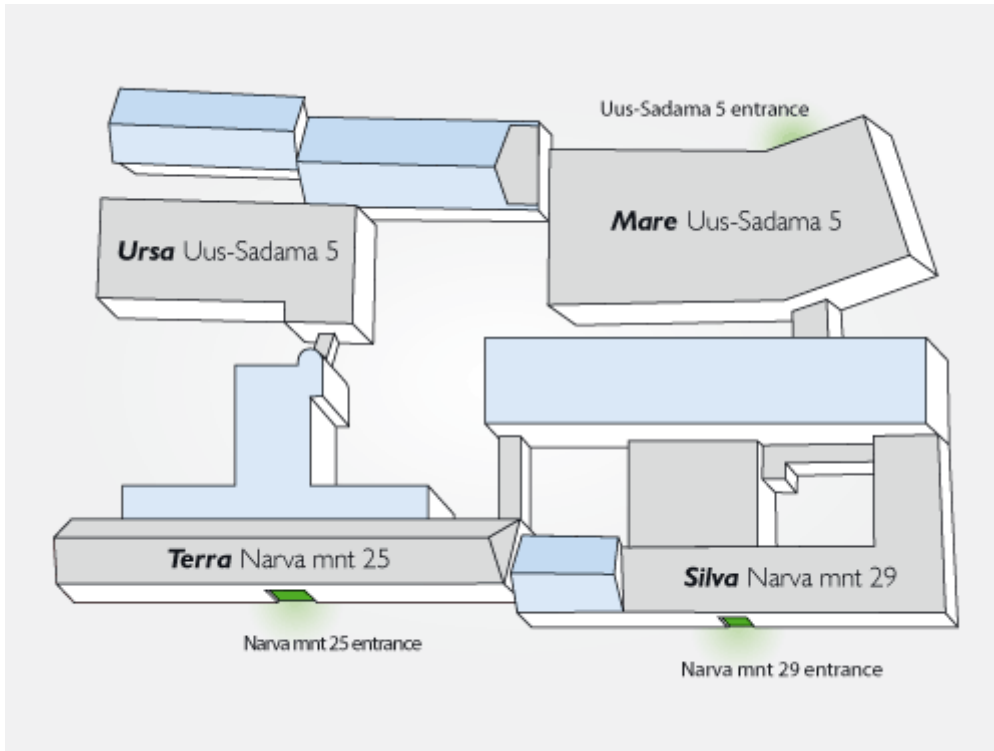 Uus-Sadama 5 entrance
Mare Uus-Sadama 5
Ursa Uus-Sadama 5
Terra Narva mnt 25
Silva Narva mnt 29
Narva mnt 25 entrance
Narva mnt 29 entrance